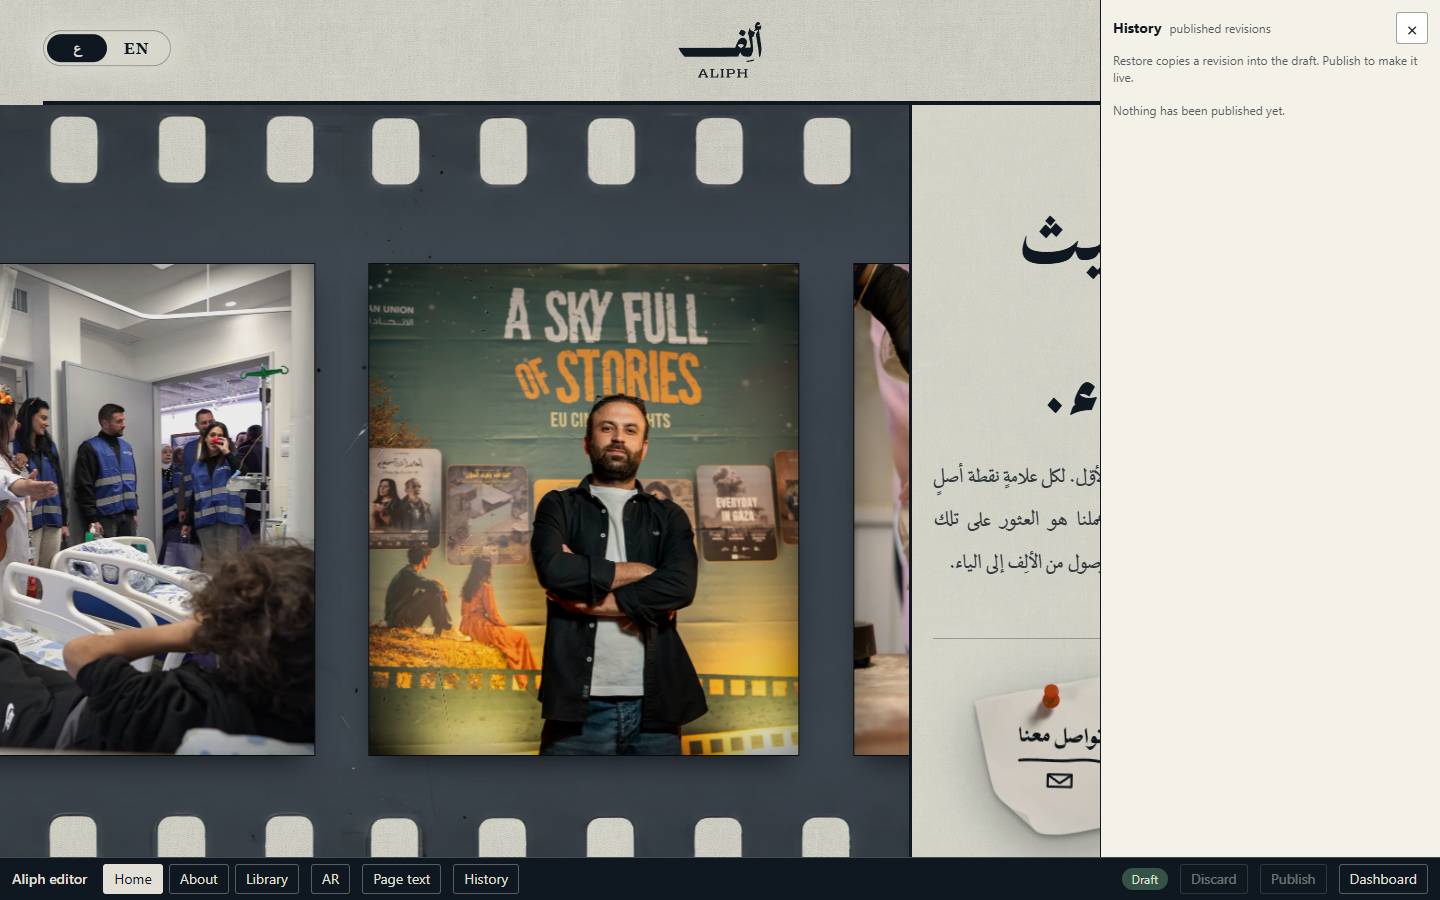 ع EN
ألف
ALIPH
History published revisions
×
Restore copies a revision into the draft. Publish to make it
live.
Nothing has been published yet.
AN UNION
A SKY FULL
OF STORIES
EVERYDAY
IN GAZA
لكل علامةٍ نقطة أصلٍ
هو العثور على تلك
من الألِف إلى الياء.
تواصل معنا
Aliph editor Home About Library AR Page text History Draft Discard Publish Dashboard